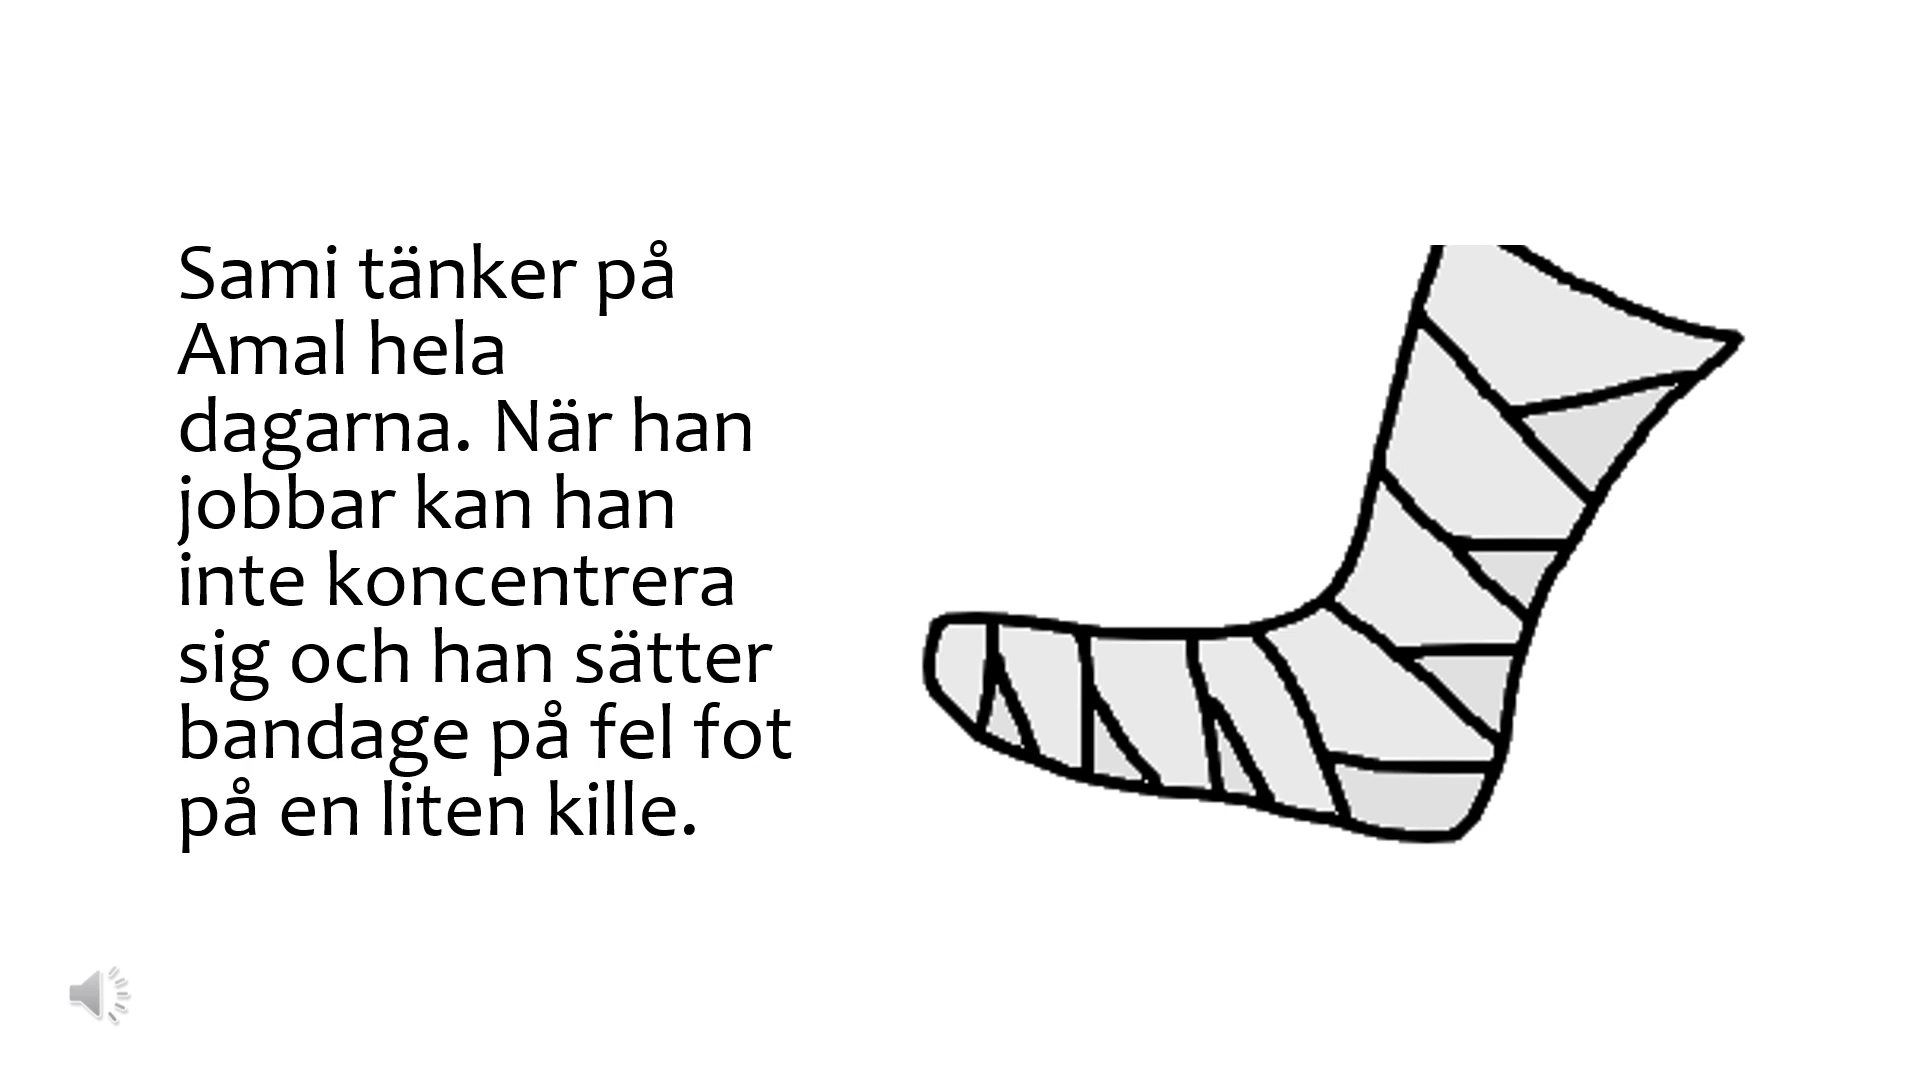 Sami tänker på
Amal hela
dagarna. När han
jobbar kan han
inte koncentrera
sig och han sätter
bandage på fel fot
på en liten kille.